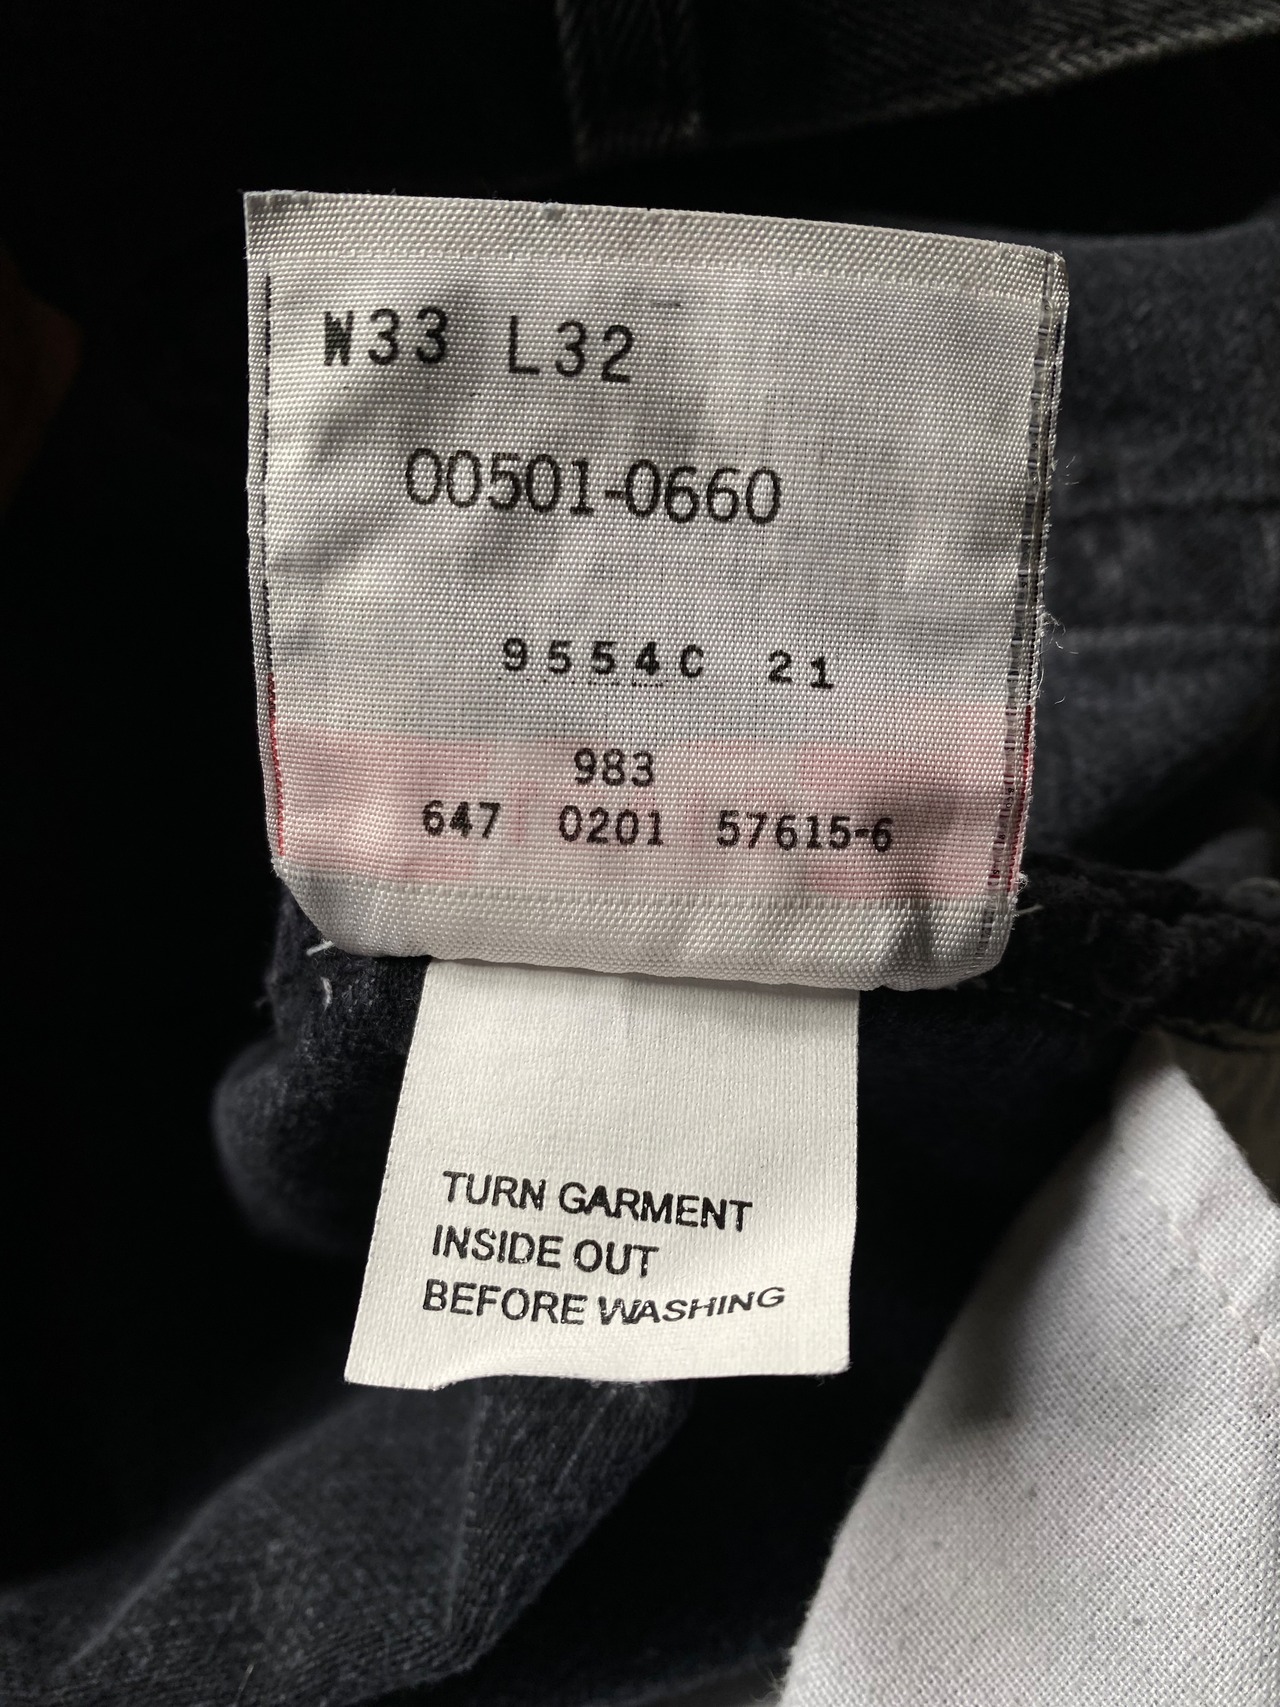 W33 L32
00501-0660
9554C 21
983
647 0201 57615-6
TURN GARMENT
INSIDE OUT
BEFORE WASHING